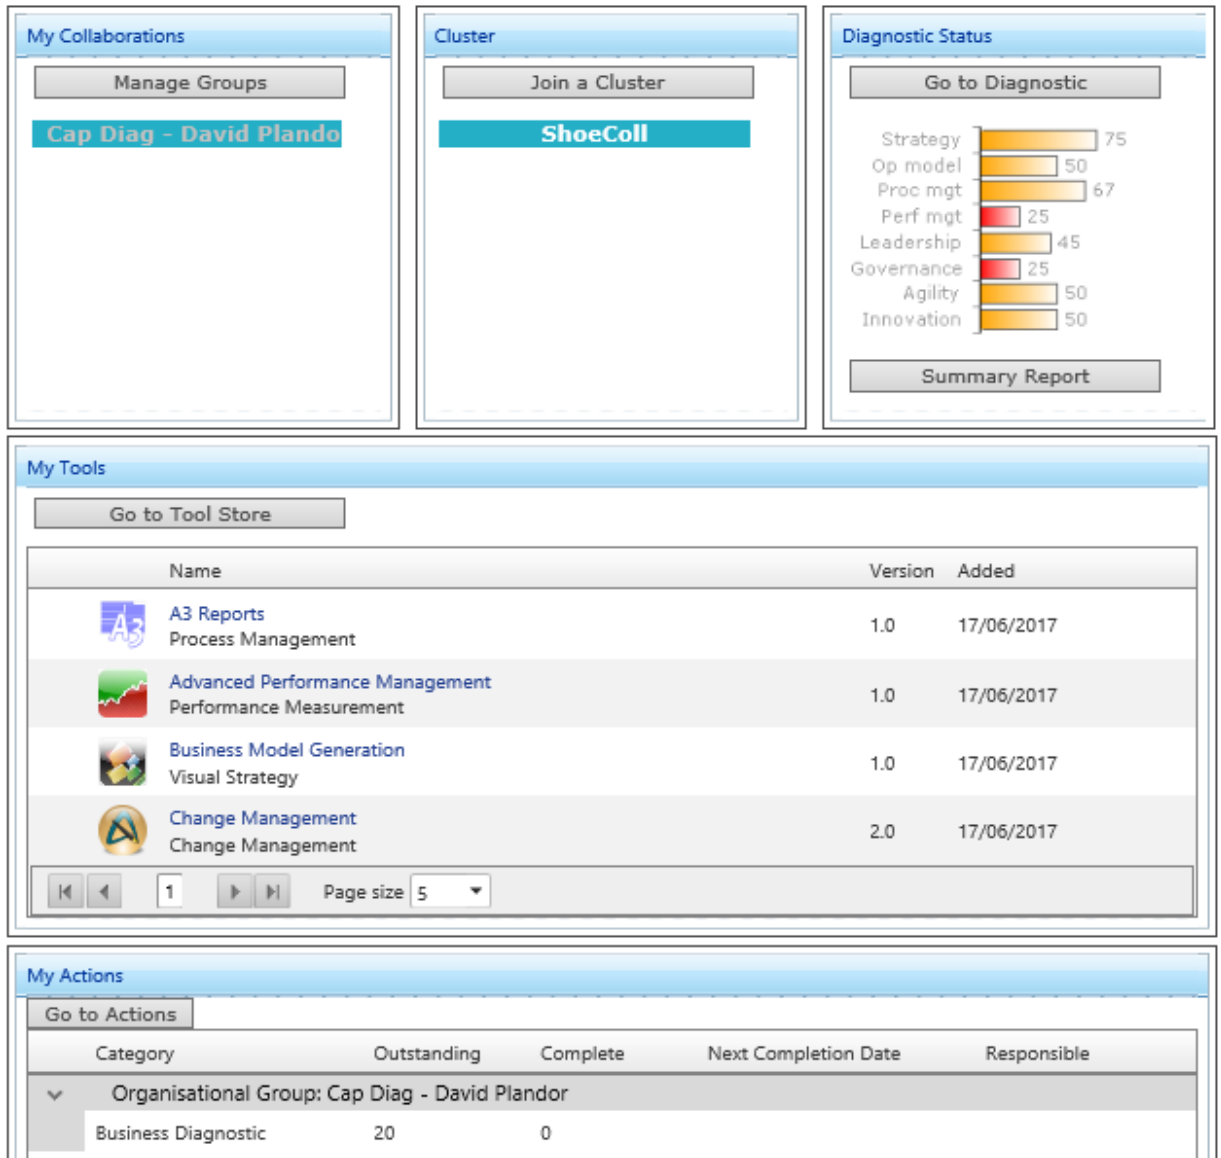 My Collaborations
Manage Groups
Cap Diag - David Plando
Cluster
Join a Cluster
ShoeColl
Diagnostic Status
Go to Diagnostic
Strategy 75
Op model 50
Proc mgt 67
Perf mgt 25
Leadership 45
Governance 25
Agility 50
Innovation 50
Summary Report
My Tools
Go to Tool Store
Name Version Added
A3
A3 Reports
Process Management
1.0 17/06/2017
Advanced Performance Management
Performance Measurement
1.0 17/06/2017
Business Model Generation
Visual Strategy
1.0 17/06/2017
Change Management
Change Management
2.0 17/06/2017
1 Page size 5
My Actions
Go to Actions
Category Outstanding Complete Next Completion Date Responsible
Organisational Group: Cap Diag - David Plandor
Business Diagnostic 20 0